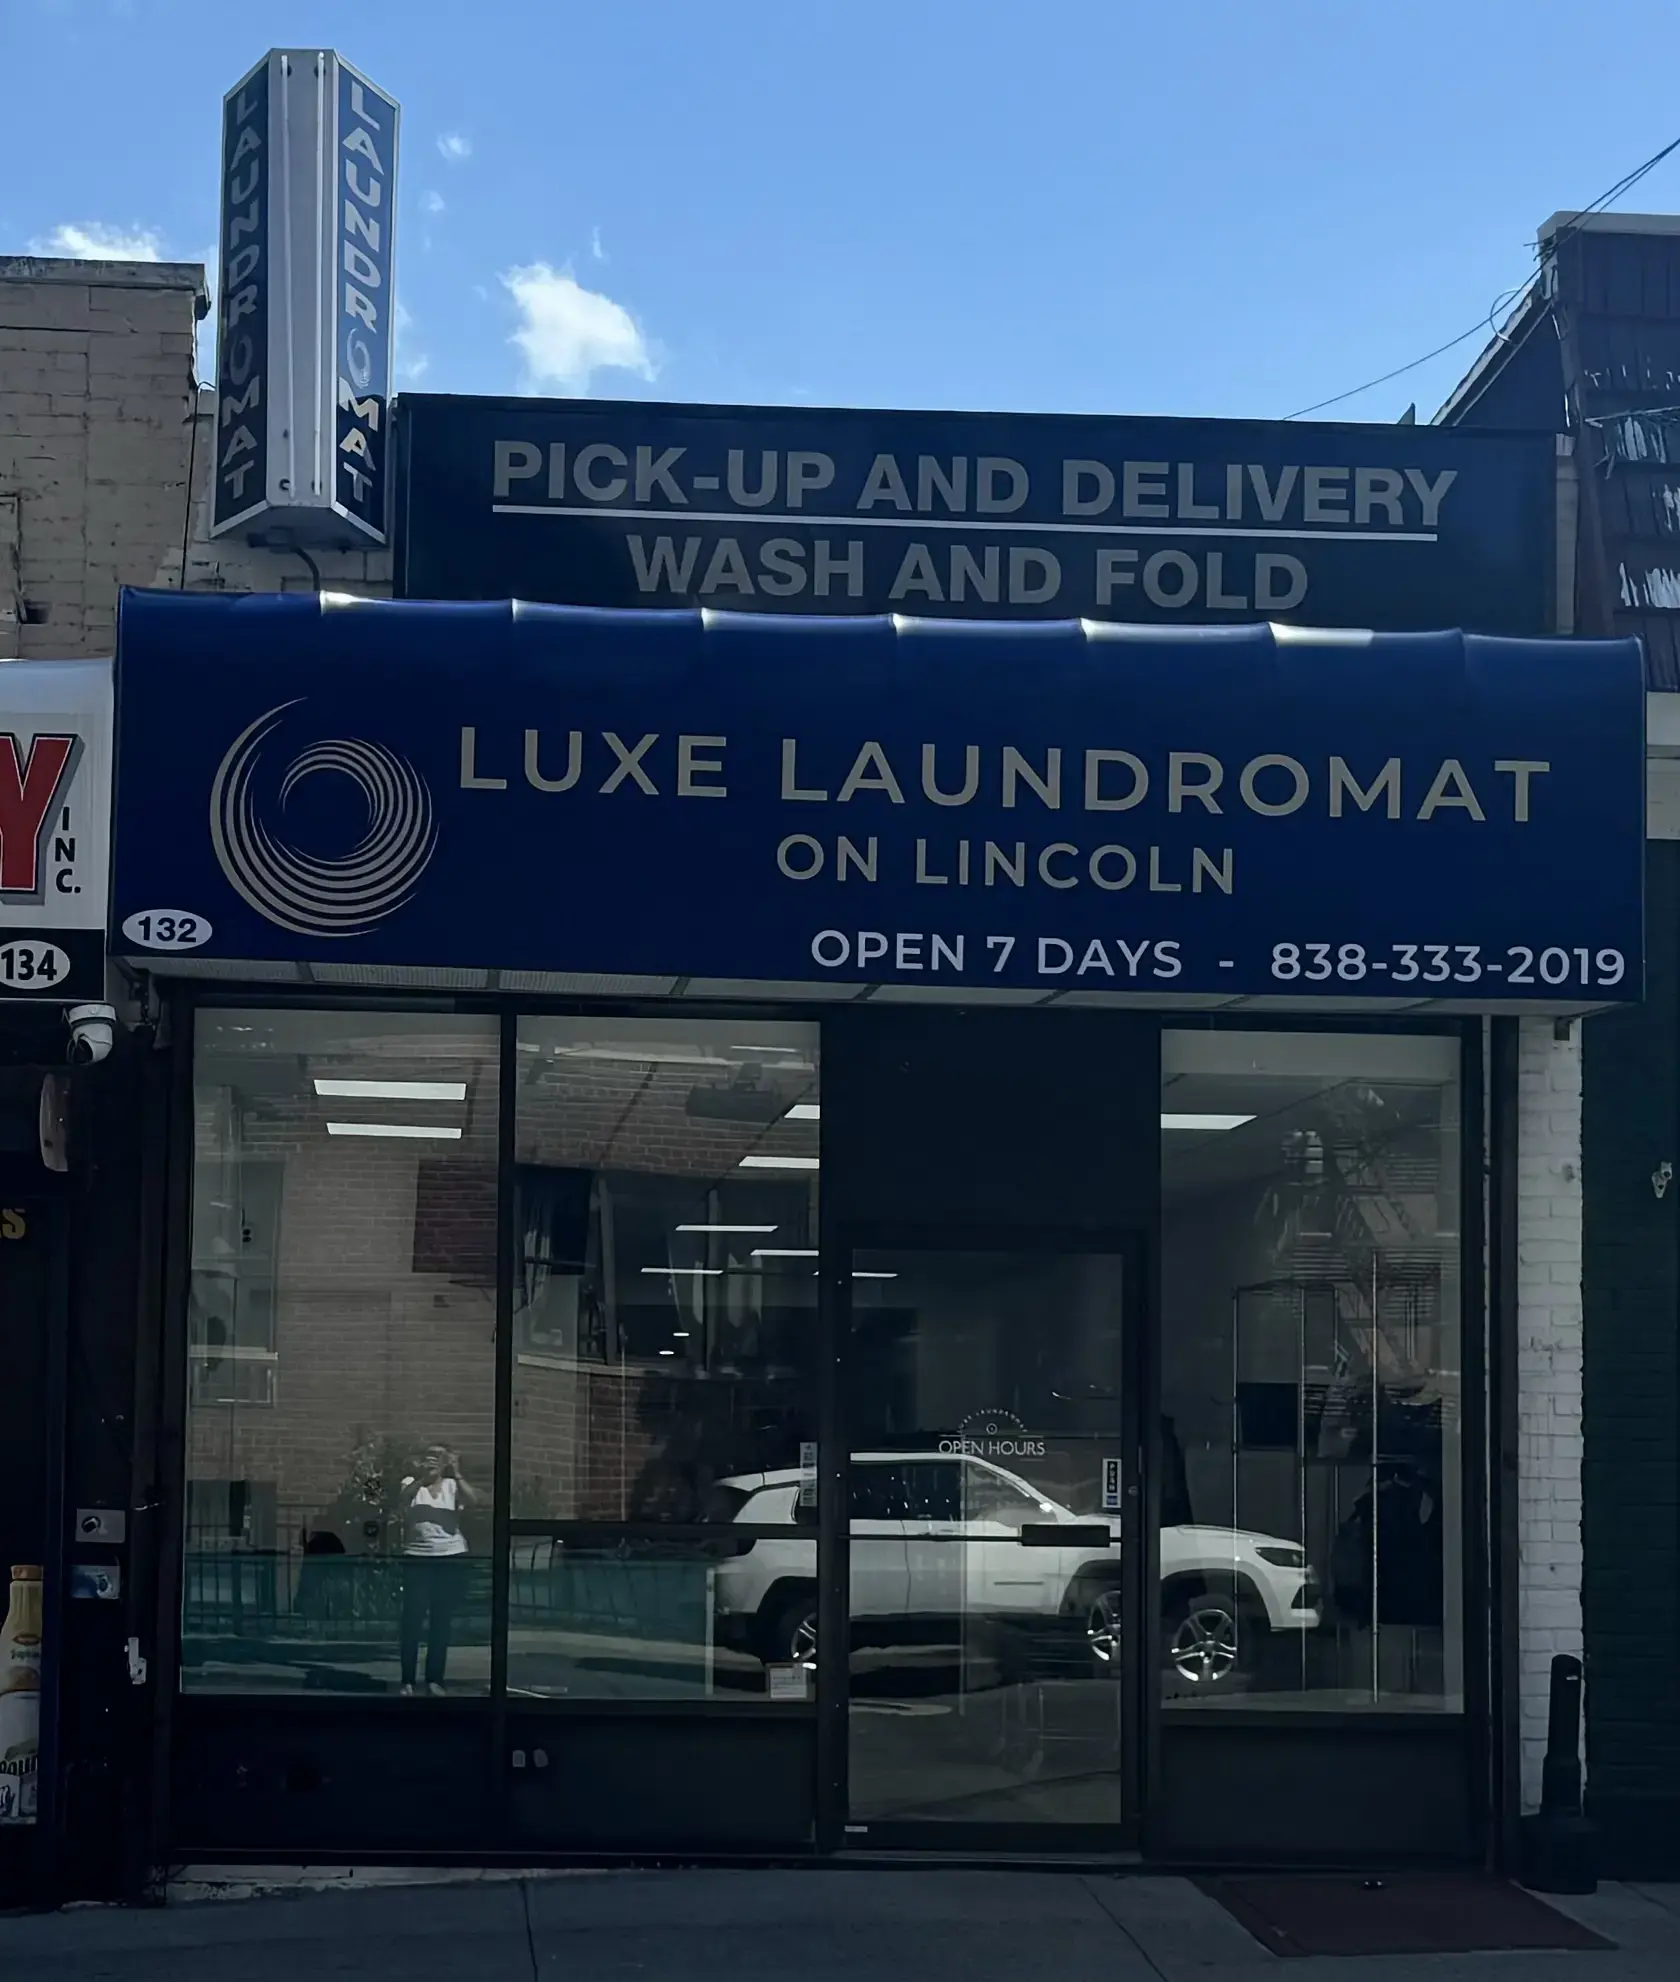 LAUNDROMAT
LAUNDROMAT
PICK-UP AND DELIVERY
WASH AND FOLD
LUXE LAUNDROMAT
ON LINCOLN
132
OPEN 7 DAYS - 838-333-2019
Y
INC.
134
OPEN HOURS